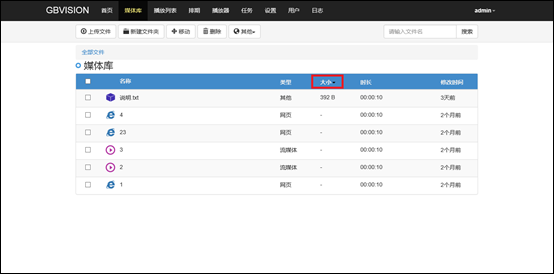 GBVISION 首页 媒体库 播放列表 排期 播放器 任务 设置 用户 日志 admin
上传文件 新建文件夹 移动 删除 其他 请输入文件名 搜索
全部文件
媒体库
名称 类型 大小 时长 修改时间
说明.txt 其他 392 B 00:00:10 3天前
4 网页 - 00:00:10 2个月前
23 网页 - 00:00:10 2个月前
3 流媒体 - 00:00:10 2个月前
2 流媒体 - 00:00:10 2个月前
1 网页 - 00:00:10 2个月前